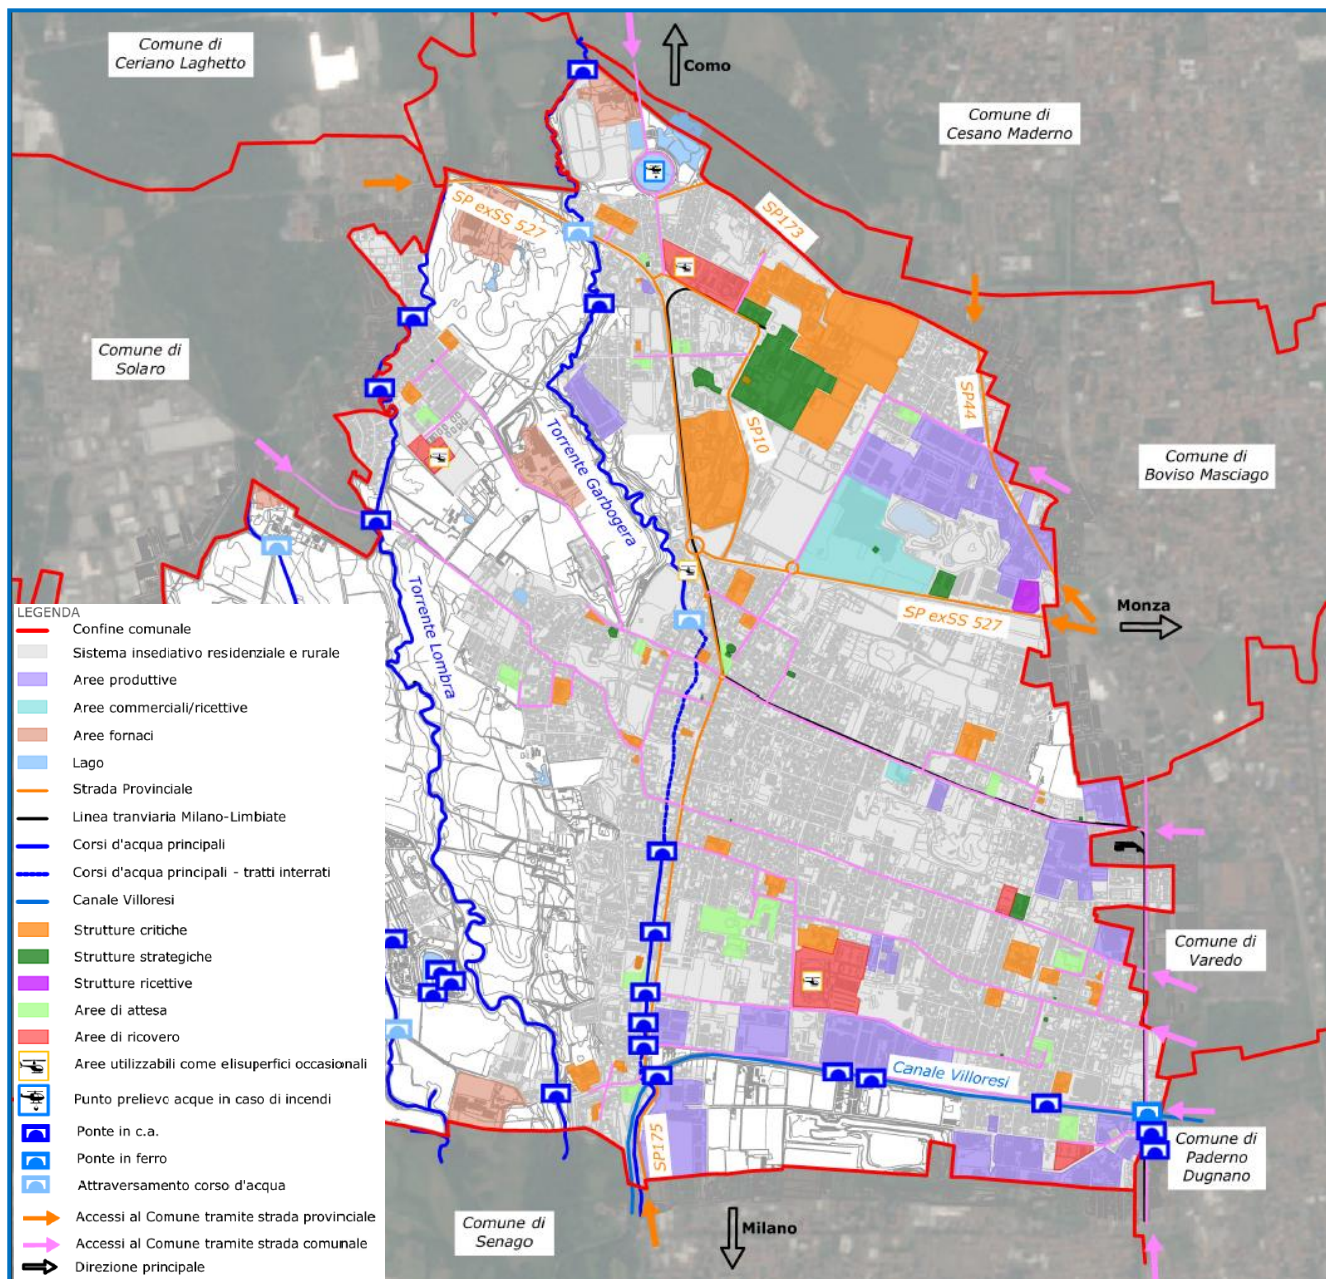 Comune di
Ceriano Laghetto
Como
Comune di
Cesano Maderno
SP exSS 527
SP173
Comune di
Solaro
SP44
SP10
Torrente Garbogera
Comune di
Boviso Masciago
Torrente Lombra
SP exSS 527
Monza
LEGENDA
Confine comunale
Sistema insediativo residenziale e rurale
Aree produttive
Aree commerciali/ricettive
Aree fornaci
Lago
Strada Provinciale
Linea tranviaria Milano-Limbiate
Corsi d'acqua principali
Corsi d'acqua principali - tratti interrati
Canale Villoresi
Strutture critiche
Strutture strategiche
Strutture ricettive
Aree di attesa
Aree di ricovero
Aree utilizzabili come elisuperfici occasionali
Punto prelievo acque in caso di incendi
Ponte in c.a.
Ponte in ferro
Attraversamento corso d'acqua
Accessi al Comune tramite strada provinciale
Accessi al Comune tramite strada comunale
Direzione principale
Comune di
Varedo
Canale Villoresi
SP175
Comune di
Paderno
Dugnano
Comune di
Senago
Milano